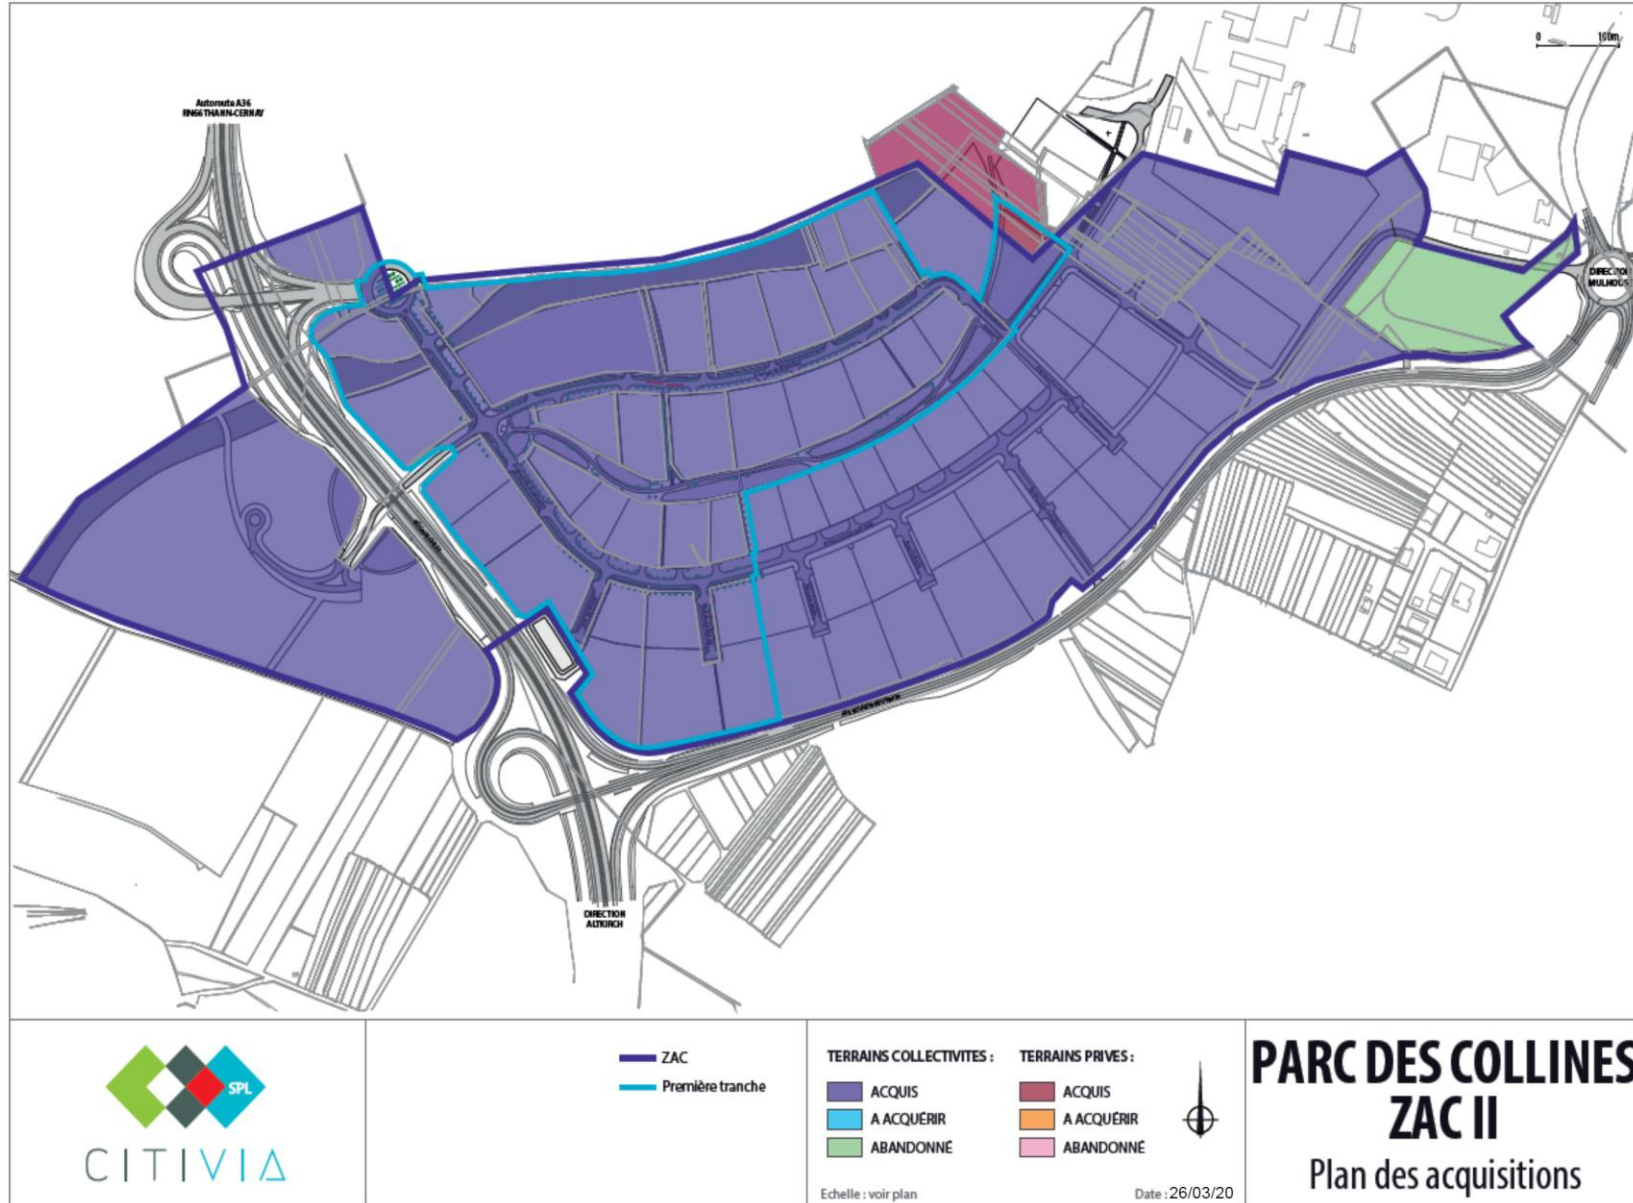 Autoroute A36
RN66 THANN-CERNAY
0 100m
DIRECTION
MULHOUS
DIRECTION
ALTKIRCH
SPL
CITIVIA
ZAC
Première tranche
TERRAINS COLLECTIVITES :
ACQUIS
A ACQUÉRIR
ABANDONNÉ
TERRAINS PRIVES :
ACQUIS
A ACQUÉRIR
ABANDONNÉ
Echelle : voir plan
Date : 26/03/20
PARC DES COLLINES
ZAC II
Plan des acquisitions